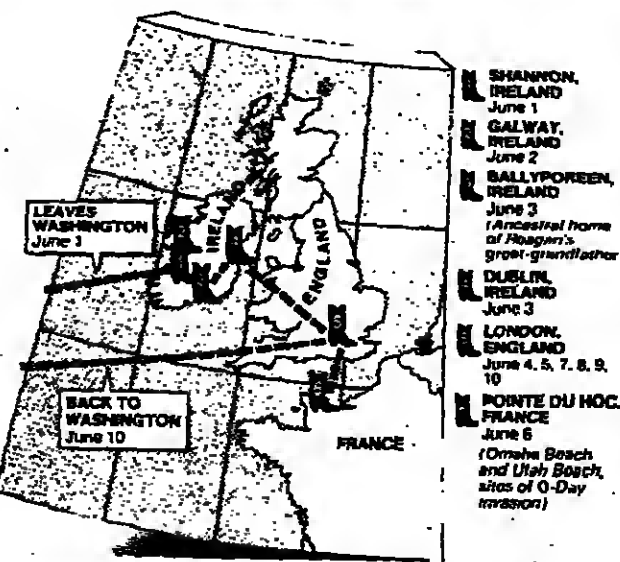 LEAVES
WASHINGTON
June 1
IRELAND
ENGLAND
BACK TO
WASHINGTON
June 10
FRANCE
SHANNON,
IRELAND
June 1
GALWAY,
IRELAND
June 2
BALLYPOREEN,
IRELAND
June 3
(Ancestral home
of Reagan's
great-grandfather
DUBLIN,
IRELAND
June 3
LONDON,
ENGLAND
June 4, 5, 7, 8, 9,
10
POINTE DU HOC,
FRANCE
June 6
(Omaha Beach
and Utah Beach,
sites of D-Day
invasion)